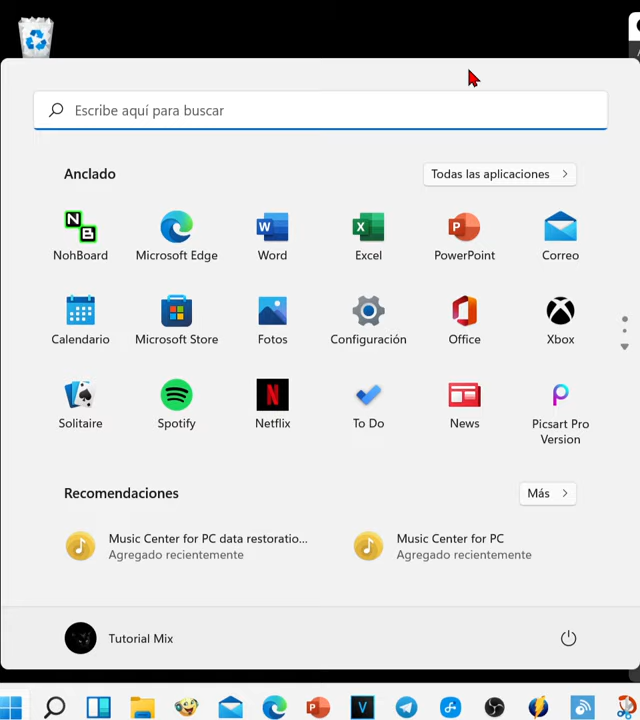 Escribe aquí para buscar
Anclado
Todas las aplicaciones
NohBoard
Microsoft Edge
Word
Excel
PowerPoint
Correo
Calendario
Microsoft Store
Fotos
Configuración
Office
Xbox
Solitaire
Spotify
Netflix
To Do
News
Picsart Pro
Version
Recomendaciones
Más
Music Center for PC data restoratio...
Agregado recientemente
Music Center for PC
Agregado recientemente
Tutorial Mix